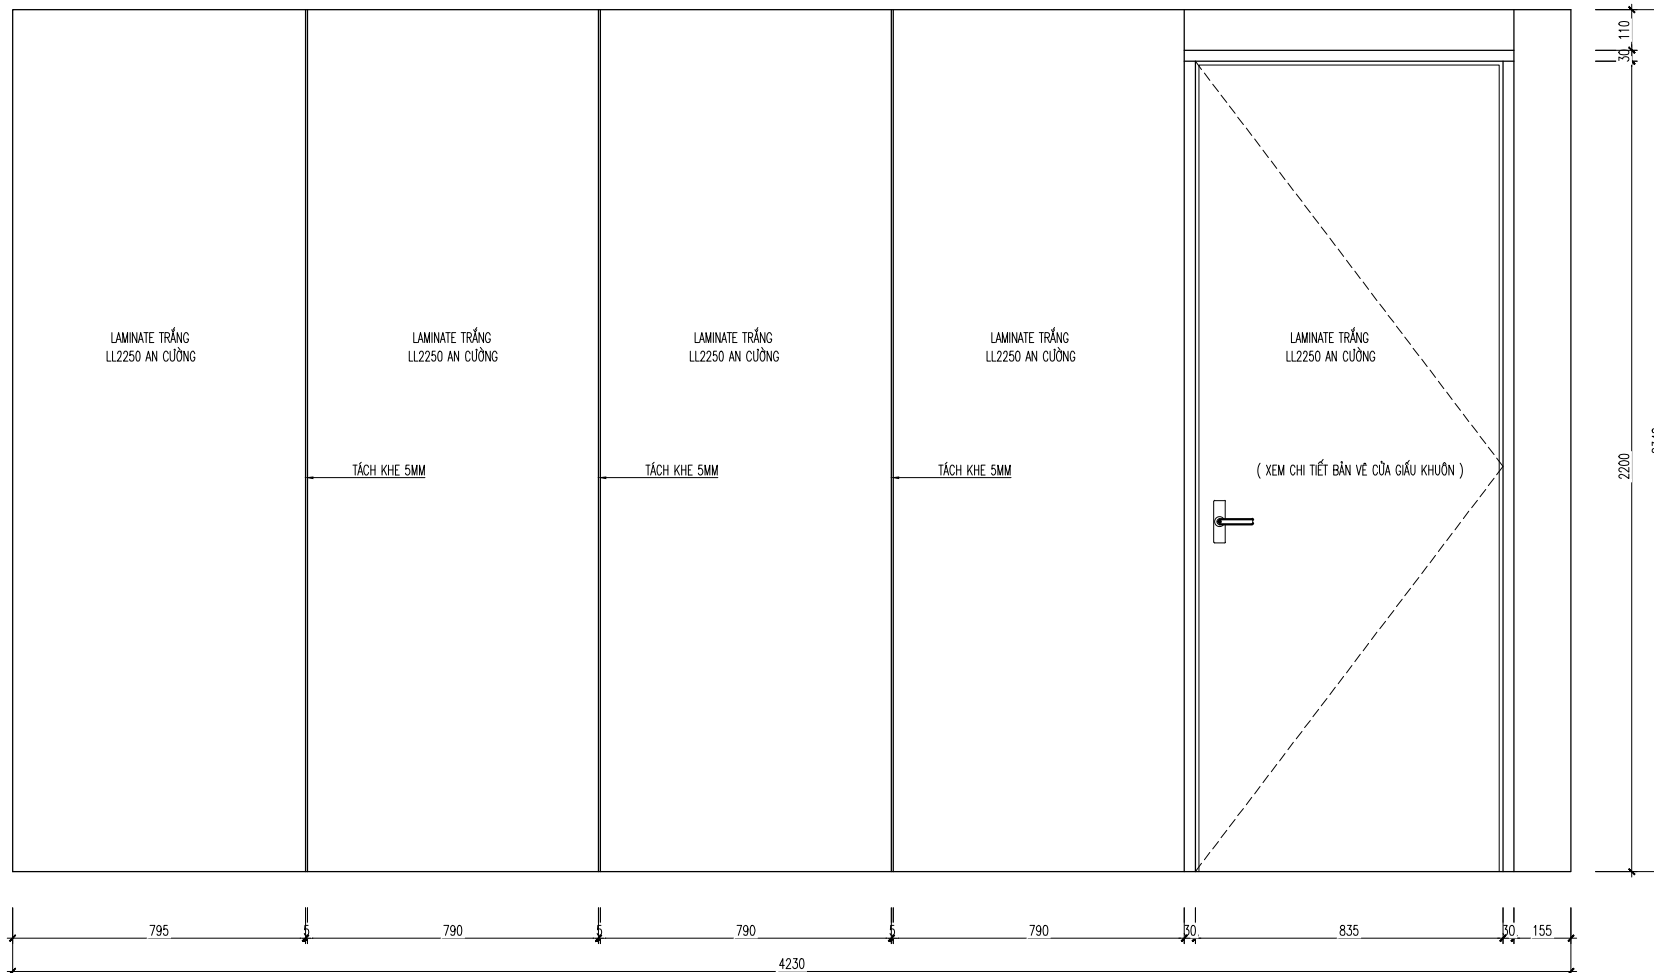 110
30
LAMINATE TRẮNG
LL2250 AN CƯỜNG
LAMINATE TRẮNG
LL2250 AN CƯỜNG
LAMINATE TRẮNG
LL2250 AN CƯỜNG
LAMINATE TRẮNG
LL2250 AN CƯỜNG
LAMINATE TRẮNG
LL2250 AN CƯỜNG
TÁCH KHE 5MM
TÁCH KHE 5MM
TÁCH KHE 5MM
( XEM CHI TIẾT BẢN VẼ CỬA GIẤU KHUÔN )
2200
795
5
790
5
790
5
790
30
835
30
155
4230